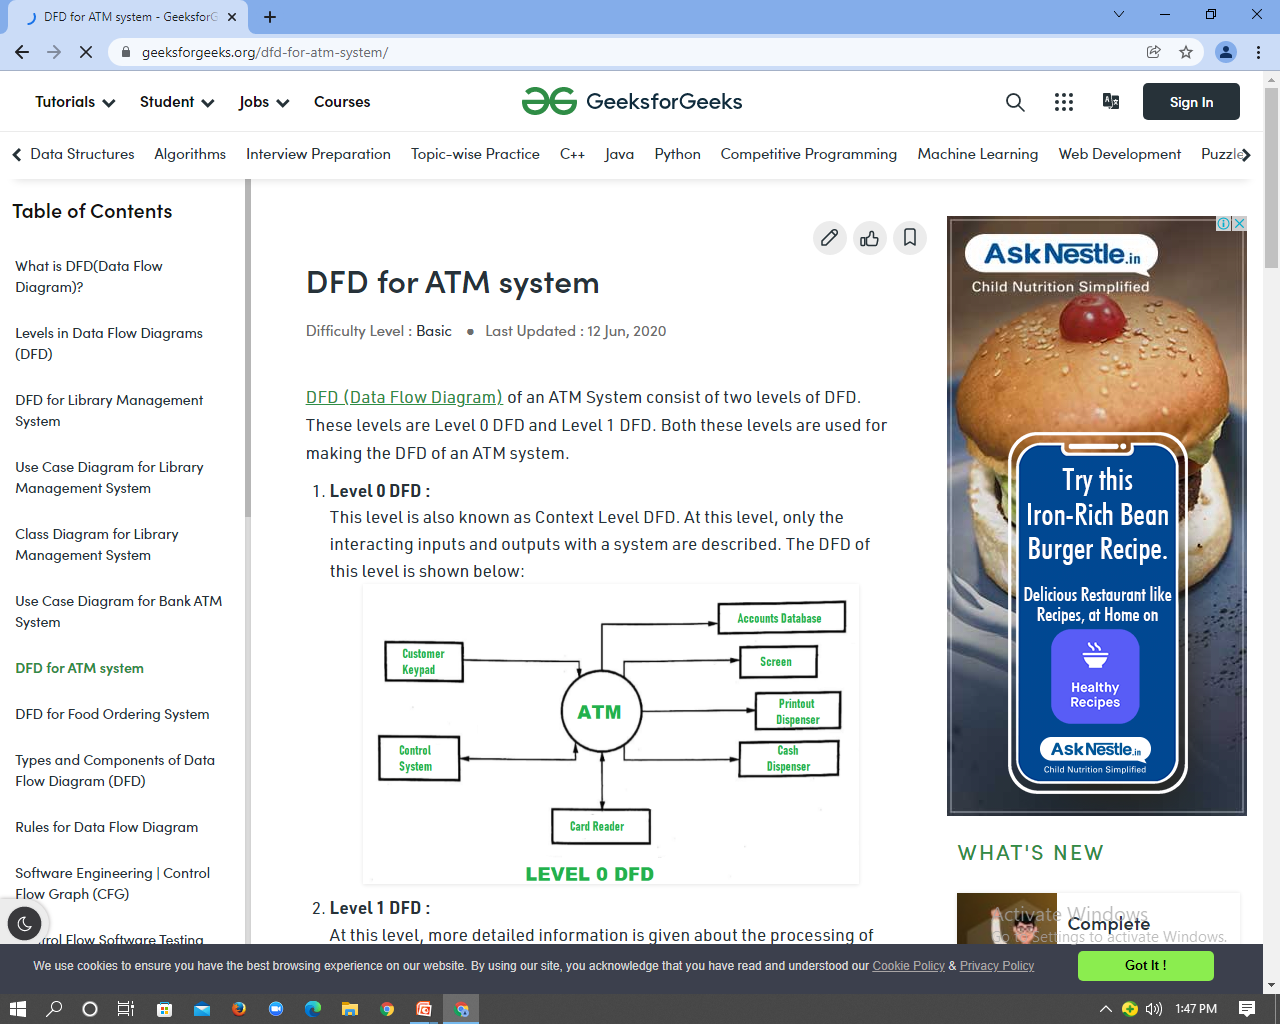 DFD for ATM system - GeeksforG
geeksforgeeks.org/dfd-for-atm-system/
Tutorials Student Jobs Courses
GeeksforGeeks
Sign In
Data Structures Algorithms Interview Preparation Topic-wise Practice C++ Java Python Competitive Programming Machine Learning Web Development Puzzle
Table of Contents
What is DFD(Data Flow
Diagram)?
Levels in Data Flow Diagrams
(DFD)
DFD for Library Management
System
Use Case Diagram for Library
Management System
Class Diagram for Library
Management System
Use Case Diagram for Bank ATM
System
DFD for ATM system
DFD for Food Ordering System
Types and Components of Data
Flow Diagram (DFD)
Rules for Data Flow Diagram
Software Engineering | Control
Flow Graph (CFG)
rol Flow Software Testing
DFD for ATM system
Difficulty Level : Basic ● Last Updated : 12 Jun, 2020
DFD (Data Flow Diagram) of an ATM System consist of two levels of DFD.
These levels are Level 0 DFD and Level 1 DFD. Both these levels are used for
making the DFD of an ATM system.
1. Level 0 DFD :
This level is also known as Context Level DFD. At this level, only the
interacting inputs and outputs with a system are described. The DFD of
this level is shown below:
Accounts Database
Customer
Keypad
Screen
ATM
Printout
Dispenser
Control
System
Cash
Dispenser
Card Reader
LEVEL 0 DFD
2. Level 1 DFD :
At this level, more detailed information is given about the processing of
AskNestle.in
Child Nutrition Simplified
Try this
Iron-Rich Bean
Burger Recipe.
Delicious Restaurant like
Recipes, at Home on
Healthy
Recipes
AskNestle.in
Child Nutrition Simplified
WHAT'S NEW
Complete
Activate Windows
Go to Settings to activate Windows.
We use cookies to ensure you have the best browsing experience on our website. By using our site, you acknowledge that you have read and understood our Cookie Policy & Privacy Policy
Got It !
1:47 PM